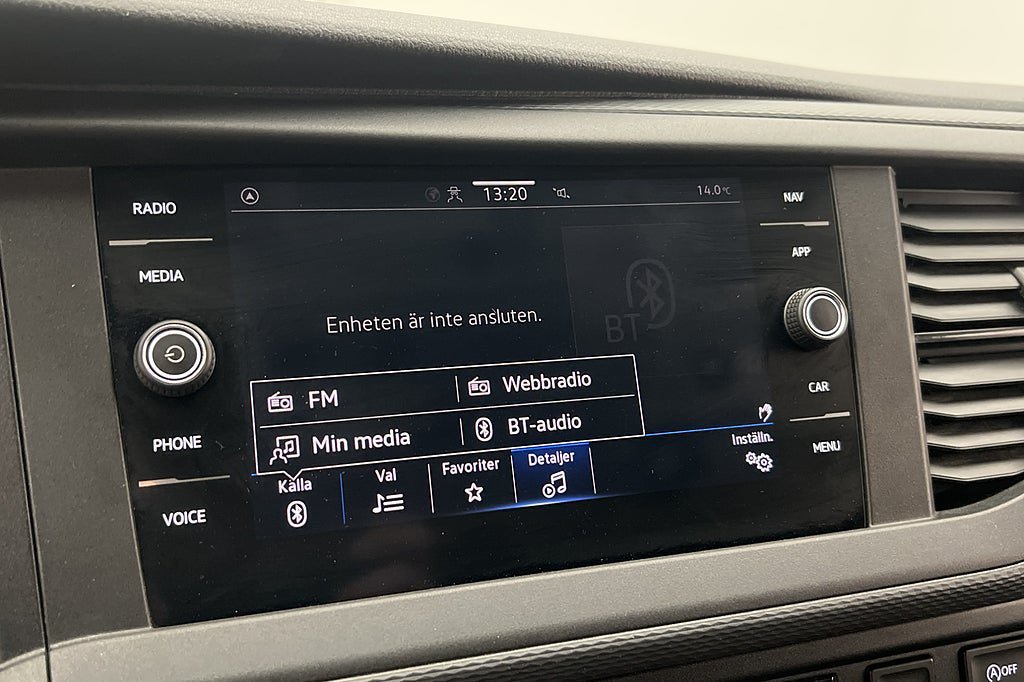 RADIO
MEDIA
PHONE
VOICE
13:20
14.0°C
Enheten är inte ansluten.
BT
FM
Webbradio
Min media
BT-audio
Källa
Val
Favoriter
Detaljer
Inställn.
NAV
APP
CAR
MENU
A OFF